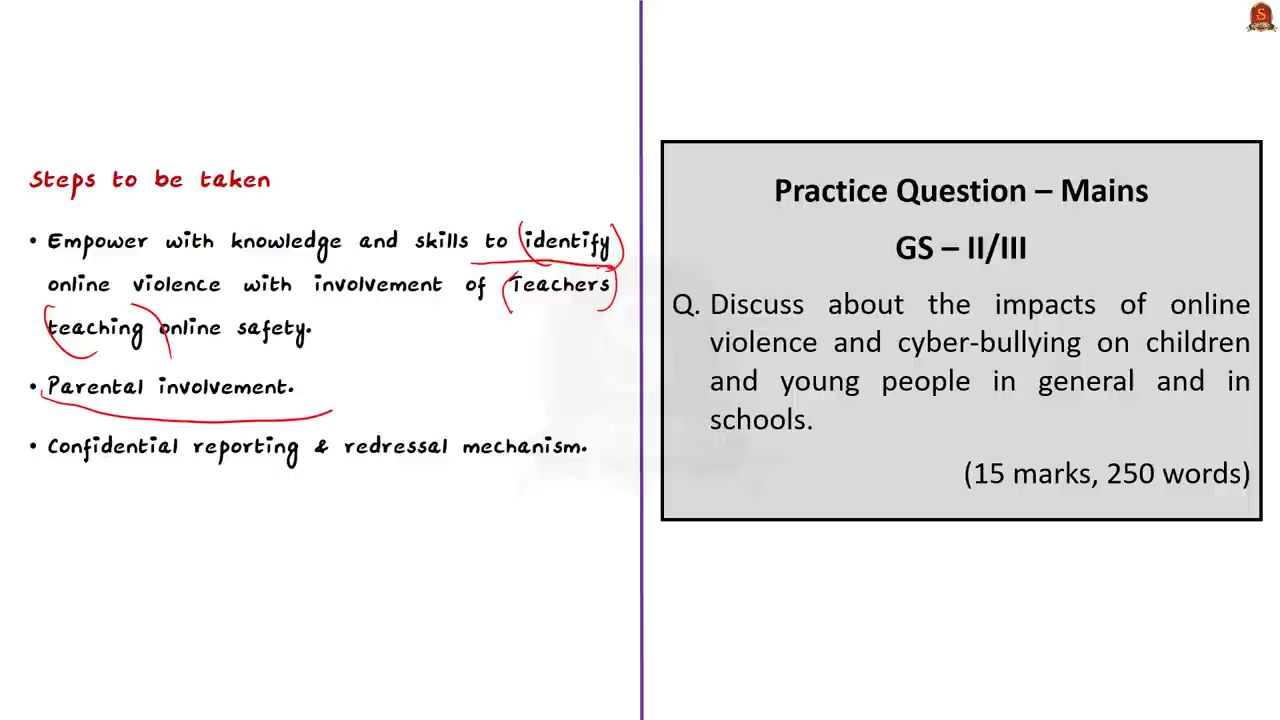 Steps to be taken
• Empower with knowledge and skills to identify
online violence with involvement of Teachers
teaching online safety.
• Parental involvement.
• Confidential reporting & redressal mechanism.
Practice Question – Mains
GS – II/III
Q. Discuss about the impacts of online
violence and cyber-bullying on children
and young people in general and in
schools.
(15 marks, 250 words)